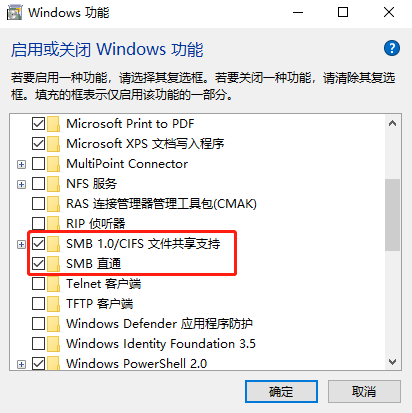 Windows 功能
启用或关闭 Windows 功能
若要启用一种功能，请选择其复选框。若要关闭一种功能，请清除其复选
框。填充的框表示仅启用该功能的一部分。
Microsoft Print to PDF
Microsoft XPS 文档写入程序
MultiPoint Connector
NFS 服务
RAS 连接管理器管理工具包(CMAK)
RIP 侦听器
SMB 1.0/CIFS 文件共享支持
SMB 直通
Telnet 客户端
TFTP 客户端
Windows Defender 应用程序防护
Windows Identity Foundation 3.5
Windows PowerShell 2.0
确定
取消